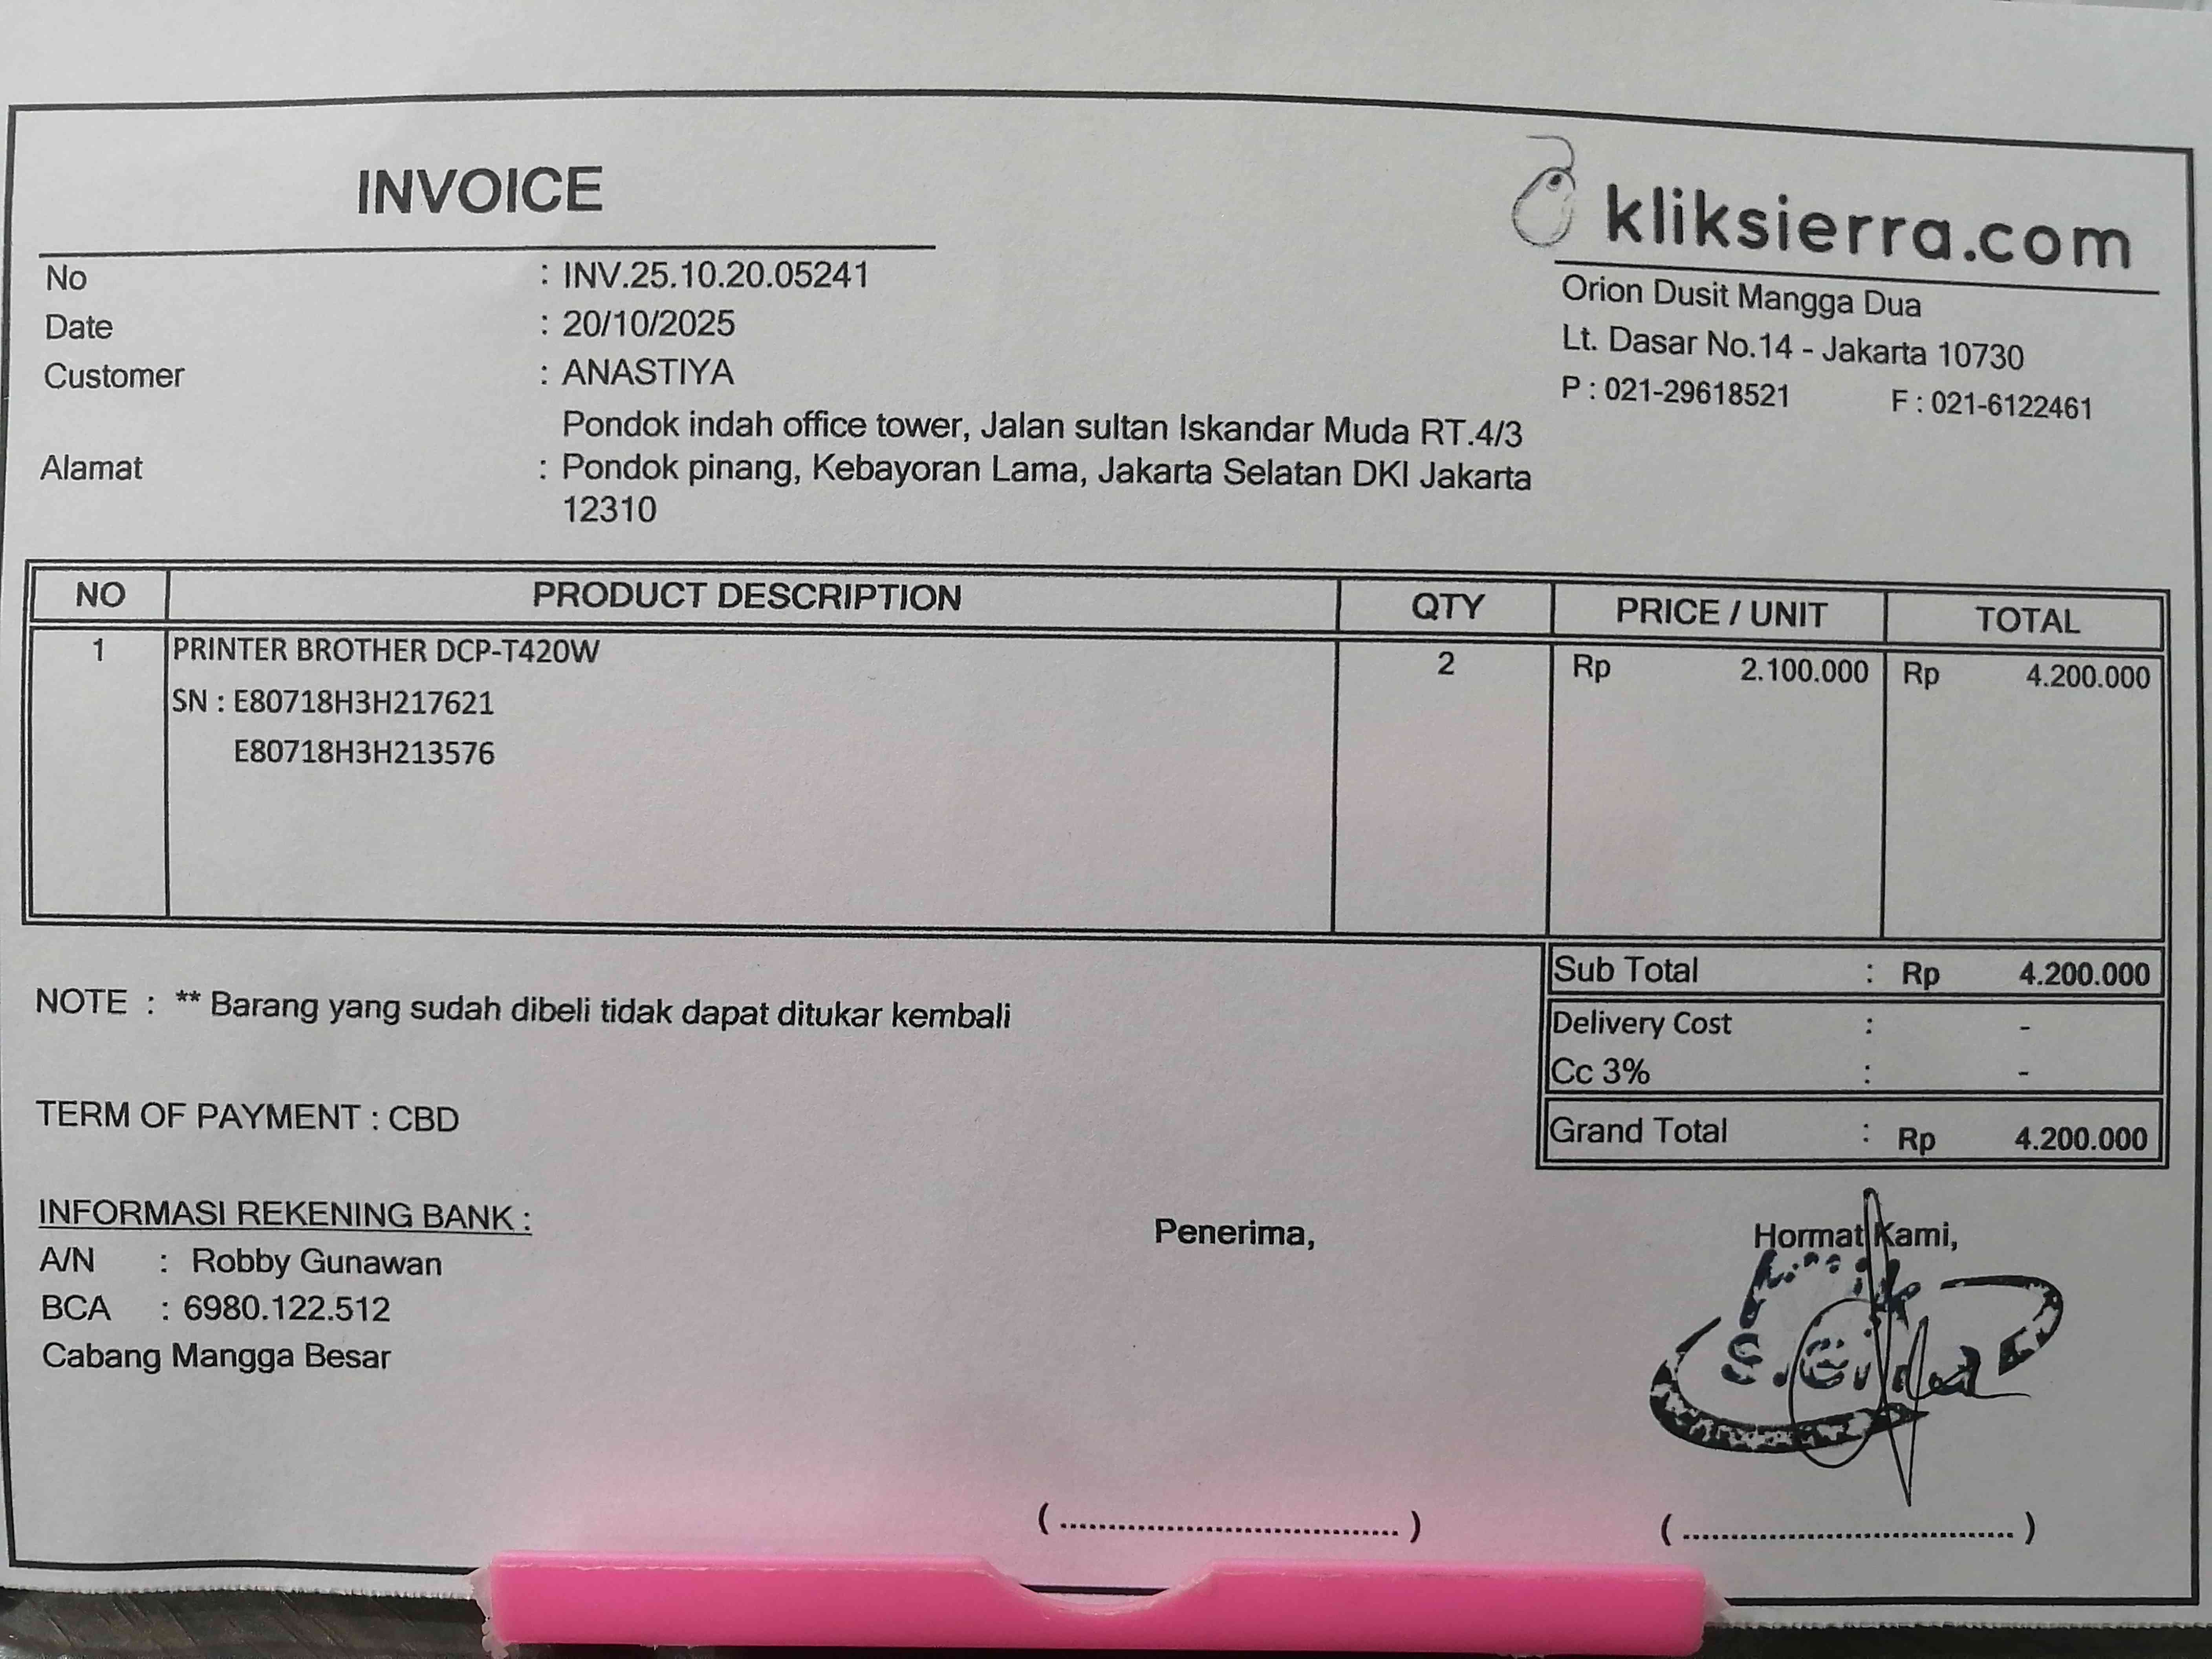 INVOICE
kliksierra.com
Orion Dusit Mangga Dua
Lt. Dasar No.14 - Jakarta 10730
P : 021-29618521 F : 021-6122461
No : INV.25.10.20.05241
Date : 20/10/2025
Customer : ANASTIYA
Pondok indah office tower, Jalan sultan Iskandar Muda RT.4/3
Alamat : Pondok pinang, Kebayoran Lama, Jakarta Selatan DKI Jakarta
12310
NO PRODUCT DESCRIPTION QTY PRICE / UNIT TOTAL
1 PRINTER BROTHER DCP-T420W 2 Rp 2.100.000 Rp 4.200.000
SN : E80718H3H217621
E80718H3H213576
Sub Total : Rp 4.200.000
NOTE : ** Barang yang sudah dibeli tidak dapat ditukar kembali
Delivery Cost : -
Cc 3% : -
TERM OF PAYMENT : CBD
Grand Total : Rp 4.200.000
INFORMASI REKENING BANK :
A/N : Robby Gunawan
BCA : 6980.122.512
Cabang Mangga Besar
Penerima,
Hormat Kami,
(..................................)
(..................................)